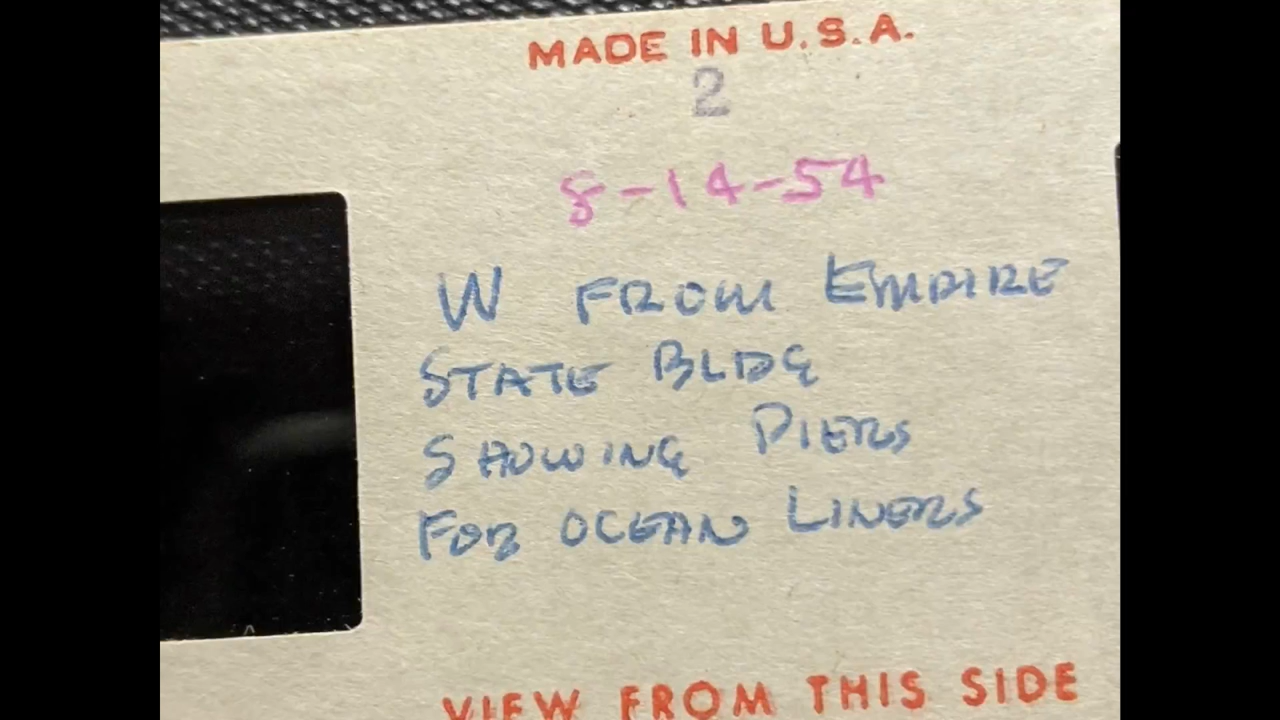 MADE IN U.S.A.
2
8-14-54
W FROM EMPIRE
STATE BLDG
SHOWING PIERS
FOR OCEAN LINERS
VIEW FROM THIS SIDE